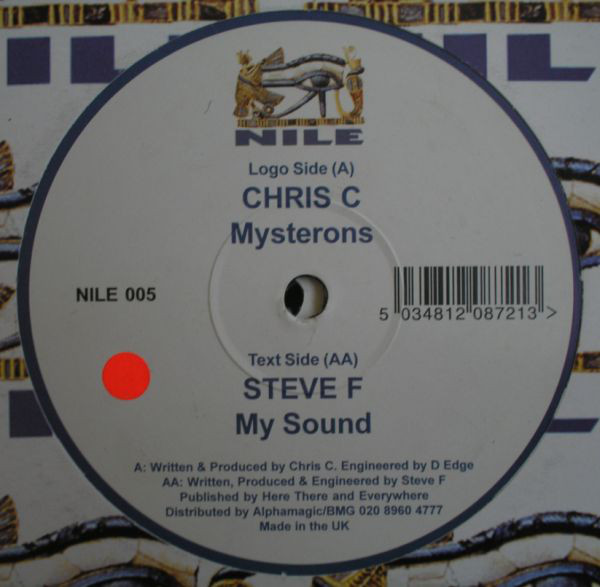 NILE
Logo Side (A)
CHRIS C
Mysterons
NILE 005
5 034812 087213 >
Text Side (AA)
STEVE F
My Sound
A: Written & Produced by Chris C. Engineered by D Edge
AA: Written, Produced & Engineered by Steve F
Published by Here There and Everywhere
Distributed by Alphamagic/BMG 020 8960 4777
Made in the UK